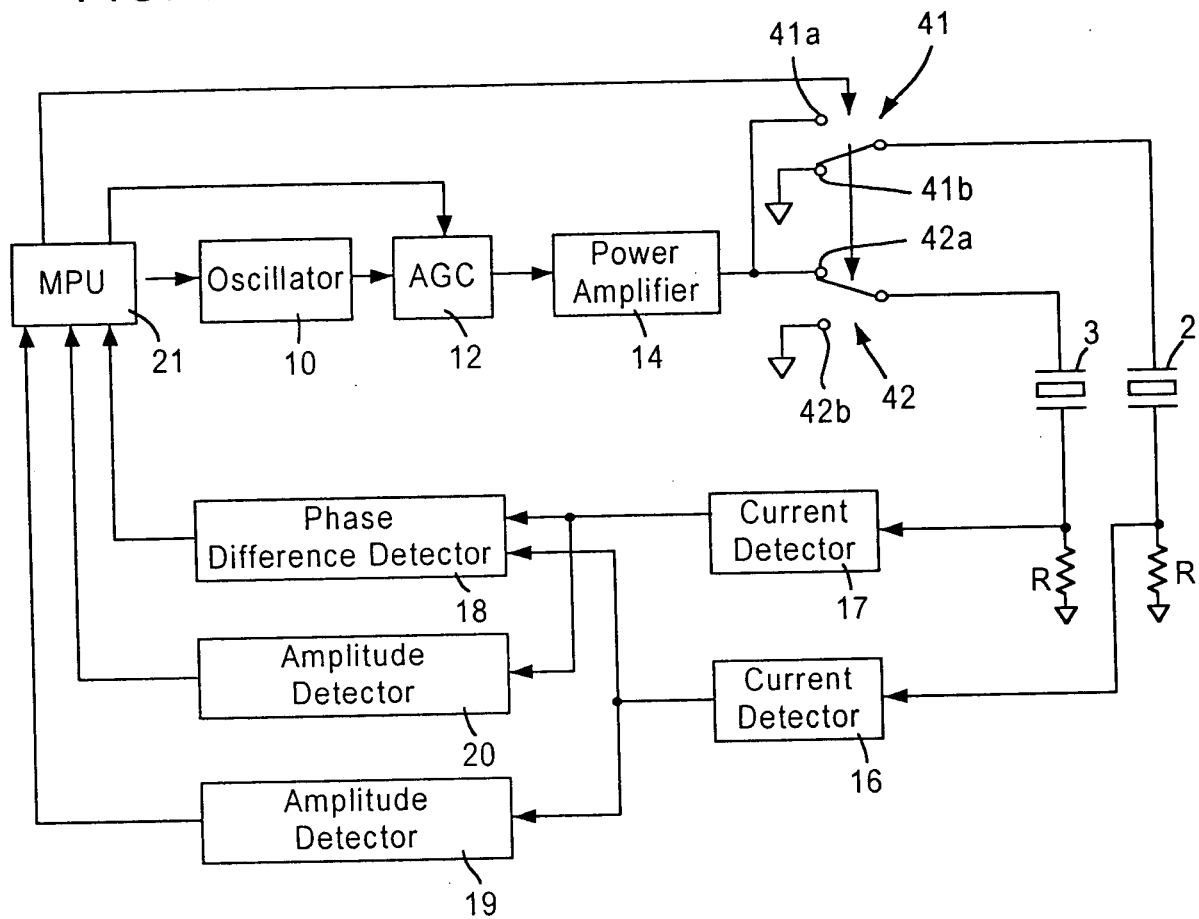 41a
41
41b
42a
MPU
Oscillator
AGC
Power
Amplifier
21
10
12
14
42b
42
3
2
Phase
Difference Detector
Current
Detector
R
R
18
17
Amplitude
Detector
Current
Detector
20
16
Amplitude
Detector
19